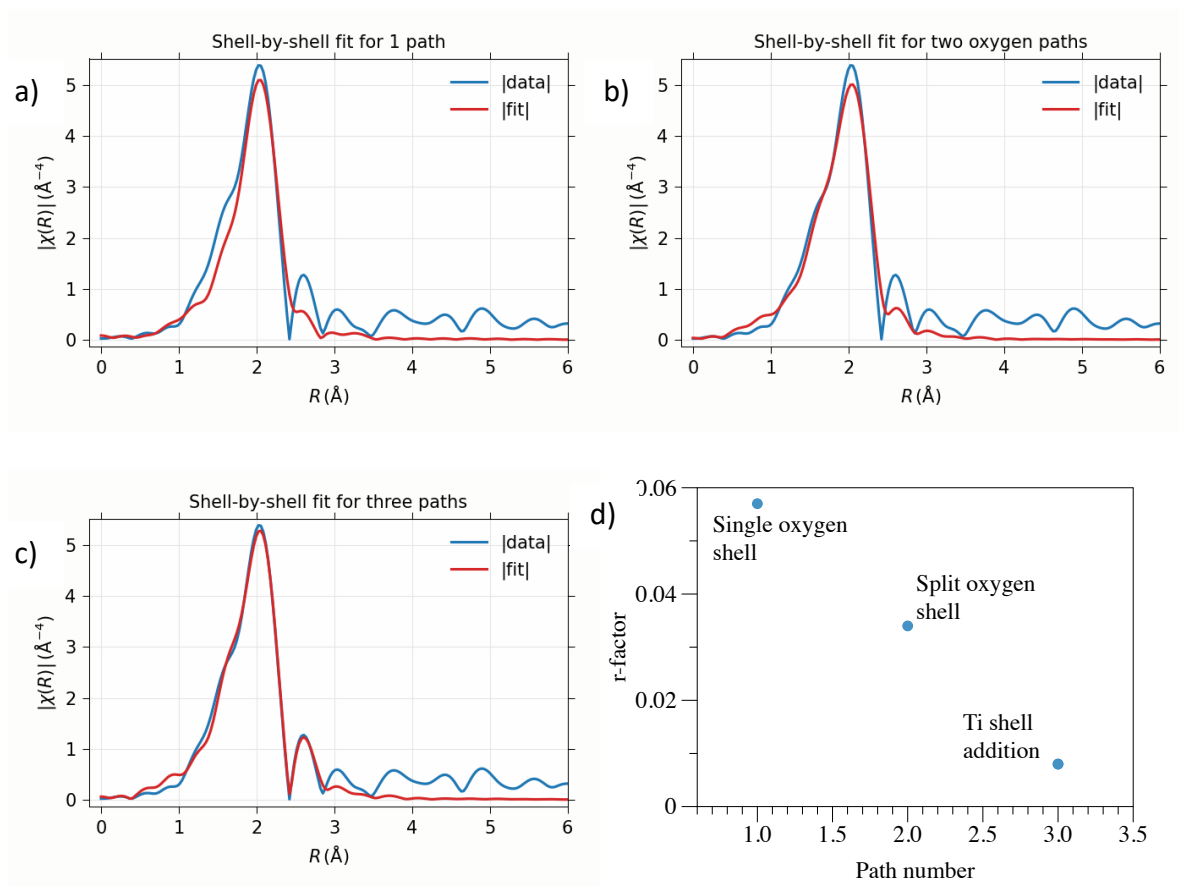 a)
Shell-by-shell fit for 1 path
|data|
|fit|
|χ(R)| (Å⁻⁴)
5
4
3
2
1
0
0 1 2 3 4 5 6
R (Å)
b)
Shell-by-shell fit for two oxygen paths
|data|
|fit|
|χ(R)| (Å⁻⁴)
5
4
3
2
1
0
0 1 2 3 4 5 6
R (Å)
c)
Shell-by-shell fit for three paths
|data|
|fit|
|χ(R)| (Å⁻⁴)
5
4
3
2
1
0
0 1 2 3 4 5 6
R (Å)
d)
0.06
0.04
0.02
0
r-factor
Single oxygen
shell
Split oxygen
shell
Ti shell
addition
1.0 1.5 2.0 2.5 3.0 3.5
Path number